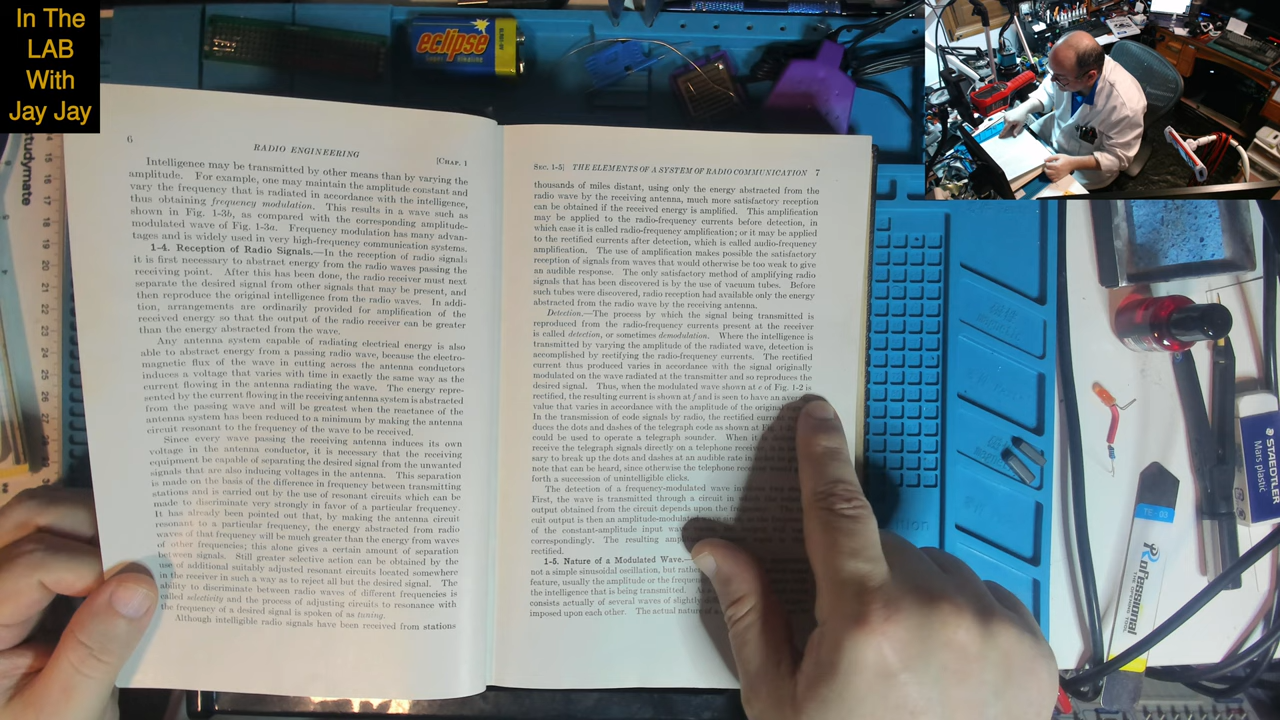 In The
LAB
With
Jay Jay
eclipse
studymate
6
RADIO ENGINEERING
[CHAP. 1
Intelligence may be transmitted by other means than by varying the
amplitude. For example, one may maintain the amplitude constant and
vary the frequency that is radiated in accordance with the intelligence,
thus obtaining frequency modulation. This results in a wave such as
shown in Fig. 1-3b, as compared with the corresponding amplitude-
modulated wave of Fig. 1-3a. Frequency modulation has many advan-
tages and is widely used in very high-frequency communication systems.
1-4. Reception of Radio Signals.—In the reception of radio signals
it is first necessary to abstract energy from the radio waves passing the
receiving point. After this has been done, the radio receiver must next
separate the desired signal from other signals that may be present, and
then reproduce the original intelligence from the radio waves. In addi-
tion, arrangements are ordinarily provided for amplification of the
received energy so that the output of the radio receiver can be greater
than the energy abstracted from the wave.
Any antenna system capable of radiating electrical energy is also
able to abstract energy from a passing radio wave, because the electro-
magnetic flux of the wave in cutting across the antenna conductors
induces a voltage that varies with time in exactly the same way as the
current flowing in the antenna radiating the wave. The energy repre-
sented by the current flowing in the receiving antenna system is abstracted
from the passing wave and will be greatest when the reactance of the
antenna system has been reduced to a minimum by making the antenna
circuit resonant to the frequency of the wave to be received.
Since every wave passing the receiving antenna induces its own
voltage in the antenna conductor, it is necessary that the receiving
equipment be capable of separating the desired signal from the unwanted
signals that are also inducing voltages in the antenna. This separation
is made on the basis of the difference in frequency between transmitting
stations and is carried out by the use of resonant circuits which can be
made to discriminate very strongly in favor of a particular frequency.
It has already been pointed out that, by making the antenna circuit
resonant to a particular frequency, the energy abstracted from radio
waves of that frequency will be much greater than the energy from waves
of other frequencies; this alone gives a certain amount of separation
between signals. Still greater selective action can be obtained by the
use of additional suitably adjusted resonant circuits located somewhere
in the receiver in such a way as to reject all but the desired signal. The
ability to discriminate between radio waves of different frequencies is
called selectivity and the process of adjusting circuits to resonance with
the frequency of a desired signal is spoken of as tuning.
Although intelligible radio signals have been received from stations
SEC. 1-5] THE ELEMENTS OF A SYSTEM OF RADIO COMMUNICATION 7
thousands of miles distant, using only the energy abstracted from the
radio wave by the receiving antenna, much more satisfactory reception
can be obtained if the received energy is amplified. This amplification
may be applied to the radio-frequency currents before detection, in
which case it is called radio-frequency amplification; or it may be applied
to the rectified currents after detection, which is called audio-frequency
amplification. The use of amplification makes possible the satisfactory
reception of signals from waves that would otherwise be too weak to give
an audible response. The only satisfactory method of amplifying radio
signals that has been discovered is by the use of vacuum tubes. Before
such tubes were discovered, radio reception had available only the energy
abstracted from the radio wave by the receiving antenna.
Detection.—The process by which the signal being transmitted is
reproduced from the radio-frequency currents present at the receiver
is called detection, or sometimes demodulation. Where the intelligence is
transmitted by varying the amplitude of the radiated wave, detection is
accomplished by rectifying the radio-frequency currents. The rectified
current thus produced varies in accordance with the signal originally
modulated on the wave radiated at the transmitter and so reproduces the
desired signal. Thus, when the modulated wave shown at e of Fig. 1-2 is
rectified, the resulting current is shown at f and is seen to have an
value that varies in accordance with the amplitude of the original
In the transmission of code signals by radio, the rectified current
duces the dots and dashes of the telegraph code as shown at
could be used to operate a telegraph sounder. When it
receive the telegraph signals directly on a telephone receiver,
sary to break up the dots and dashes at an audible rate
note that can be heard, since otherwise the telephone
forth a succession of unintelligible clicks.
The detection of a frequency-modulated wave
First, the wave is transmitted through a circuit in
output obtained from the circuit depends upon the
cuit output is then an amplitude-modulated
of the constant-amplitude input
correspondingly. The resulting
rectified.
1-5. Nature of a Modulated Wave.—
not a simple sinusoidal oscillation, but
feature, usually the amplitude or the
the intelligence that is being transmitted.
consists actually of several waves of
imposed upon each other. The actual nature
STAEDTLER
Mars plastic
TE-03
Professional